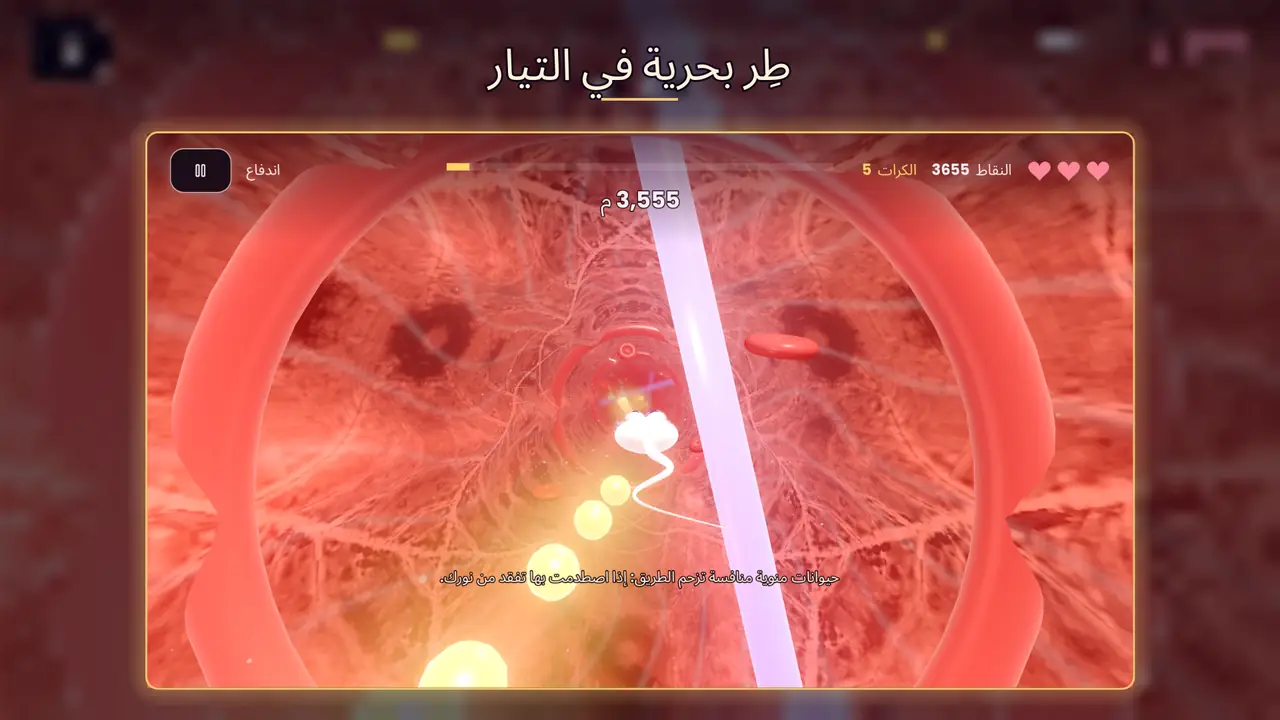 طِر بحرية في التيار
النقاط 3655 الكرات 5
اندفاع
3,555 م
حيوانات منوية منافسة تزحم الطريق: إذا اصطدمت بها تفقد من نورك.